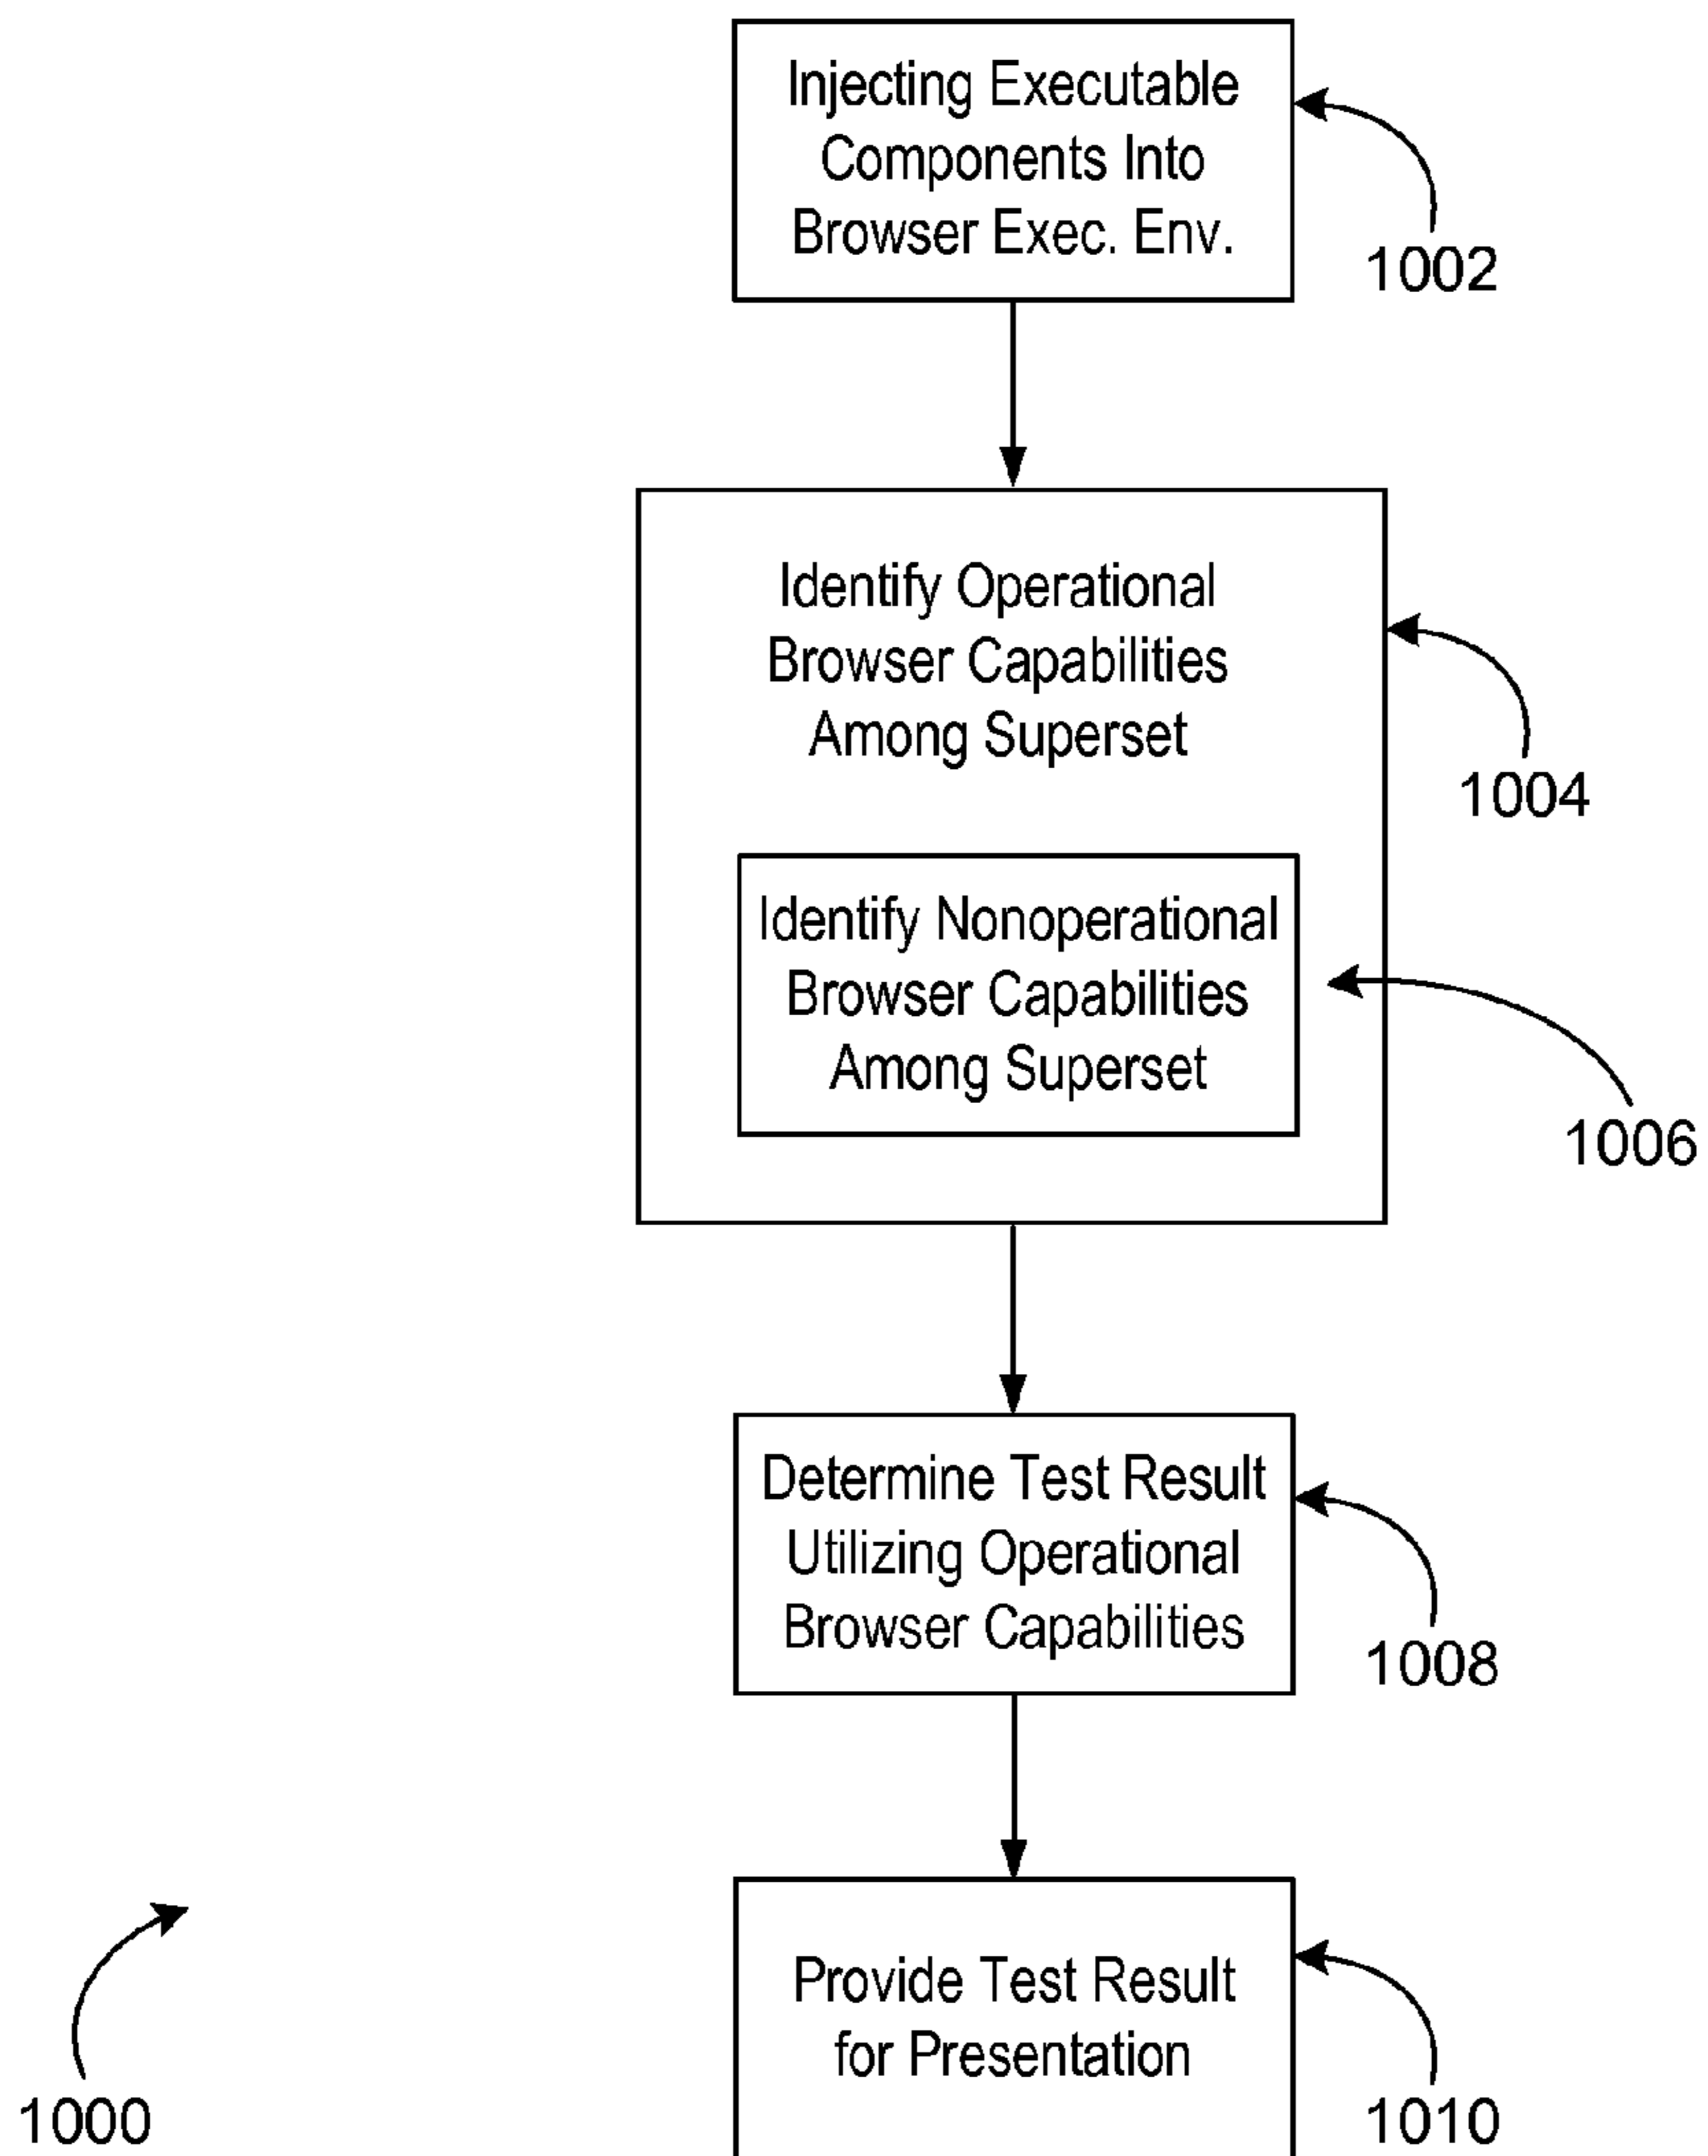 Injecting Executable
Components Into
Browser Exec. Env.
1002
Identify Operational
Browser Capabilities
Among Superset
1004
Identify Nonoperational
Browser Capabilities
Among Superset
1006
Determine Test Result
Utilizing Operational
Browser Capabilities
1008
Provide Test Result
for Presentation
1010
1000